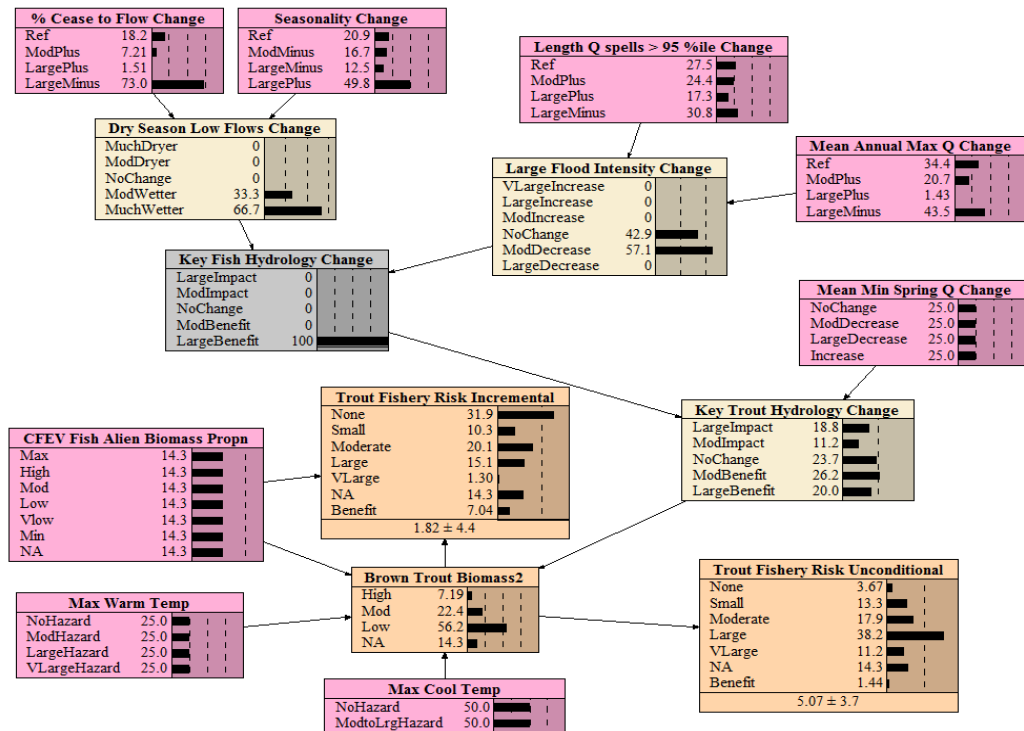 % Cease to Flow Change
Ref 18.2
ModPlus 7.21
LargePlus 1.51
LargeMinus 73.0
Seasonality Change
Ref 20.9
ModMinus 16.7
LargeMinus 12.5
LargePlus 49.8
Length Q spells > 95 %ile Change
Ref 27.5
ModPlus 24.4
LargePlus 17.3
LargeMinus 30.8
Dry Season Low Flows Change
MuchDryer 0
ModDryer 0
NoChange 0
ModWetter 33.3
MuchWetter 66.7
Large Flood Intensity Change
VLargeIncrease 0
LargeIncrease 0
ModIncrease 0
NoChange 42.9
ModDecrease 57.1
LargeDecrease 0
Mean Annual Max Q Change
Ref 34.4
ModPlus 20.7
LargePlus 1.43
LargeMinus 43.5
Key Fish Hydrology Change
LargeImpact 0
ModImpact 0
NoChange 0
ModBenefit 0
LargeBenefit 100
Mean Min Spring Q Change
NoChange 25.0
ModDecrease 25.0
LargeDecrease 25.0
Increase 25.0
Trout Fishery Risk Incremental
None 31.9
Small 10.3
Moderate 20.1
Large 15.1
VLarge 1.30
NA 14.3
Benefit 7.04
1.82 ± 4.4
Key Trout Hydrology Change
LargeImpact 18.8
ModImpact 11.2
NoChange 23.7
ModBenefit 26.2
LargeBenefit 20.0
CFEV Fish Alien Biomass Propn
Max 14.3
High 14.3
Mod 14.3
Low 14.3
Vlow 14.3
Min 14.3
NA 14.3
Brown Trout Biomass2
High 7.19
Mod 22.4
Low 56.2
NA 14.3
Trout Fishery Risk Unconditional
None 3.67
Small 13.3
Moderate 17.9
Large 38.2
VLarge 11.2
NA 14.3
Benefit 1.44
5.07 ± 3.7
Max Warm Temp
NoHazard 25.0
ModHazard 25.0
LargeHazard 25.0
VLargeHazard 25.0
Max Cool Temp
NoHazard 50.0
ModtoLrgHazard 50.0